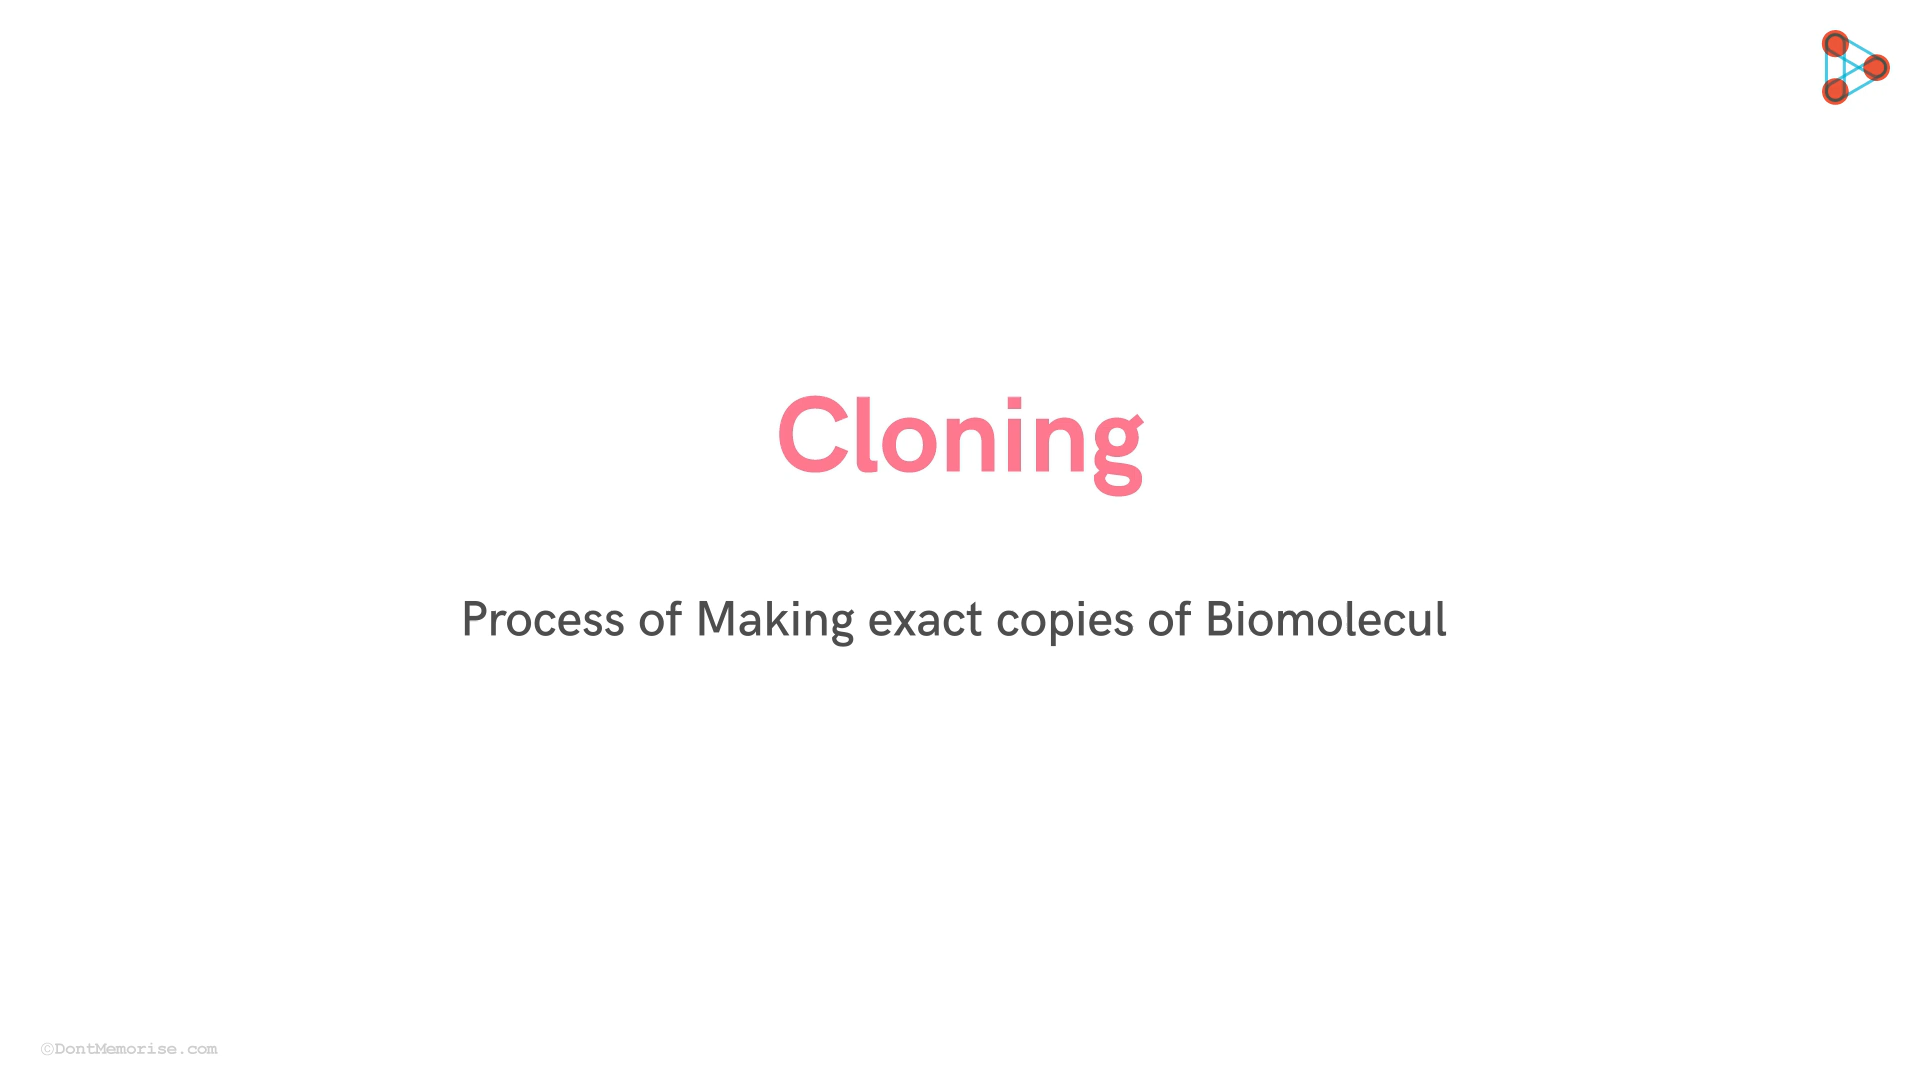 Cloning
Process of Making exact copies of Biomolecul
©DontMemorise.com